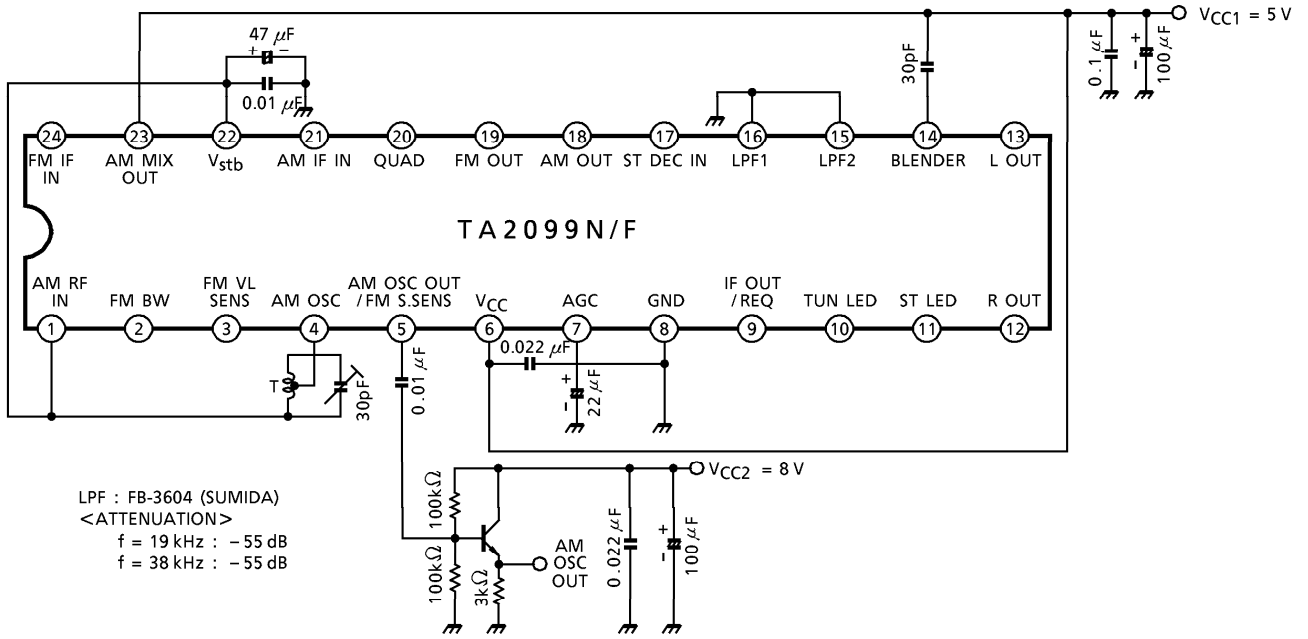 VCC1 = 5 V
47 μF
+ −
0.01 μF
30pF
0.1 μF
+
−
100 μF
24
23
22
21
20
19
18
17
16
15
14
13
FM IF
IN
AM MIX
OUT
Vstb
AM IF IN
QUAD
FM OUT
AM OUT
ST DEC IN
LPF1
LPF2
BLENDER
L OUT
TA2099N/F
AM RF
IN
FM BW
FM VL
SENS
AM OSC
AM OSC OUT
/FM S.SENS
VCC
AGC
GND
IF OUT
/REQ
TUN LED
ST LED
R OUT
1
2
3
4
5
6
7
8
9
10
11
12
T
30pF
0.01 μF
0.022 μF
+
−
22 μF
VCC2 = 8 V
100kΩ
100kΩ
3kΩ
AM
OSC
OUT
0.022 μF
+
−
100 μF
LPF : FB-3604 (SUMIDA)
<ATTENUATION>
f = 19 kHz : −55 dB
f = 38 kHz : −55 dB